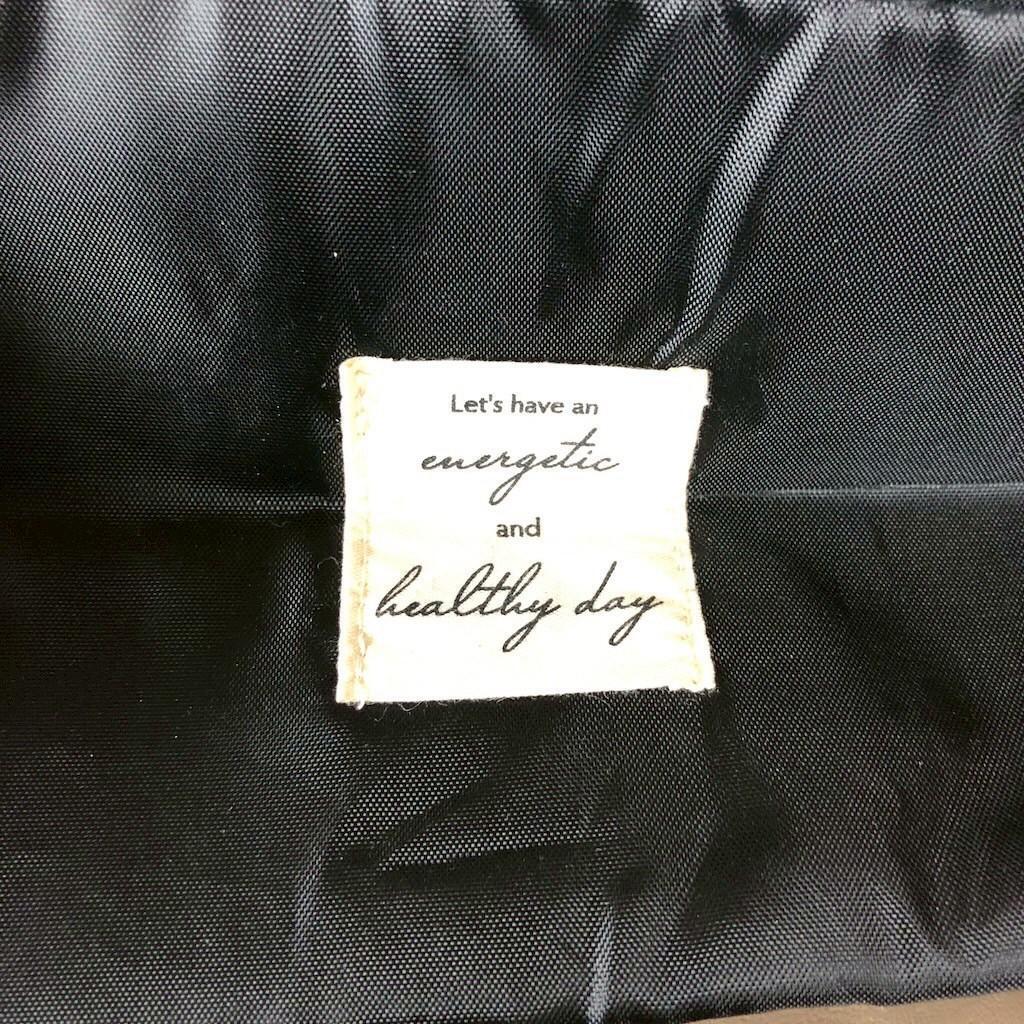 Let's have an
energetic
and
healthy day